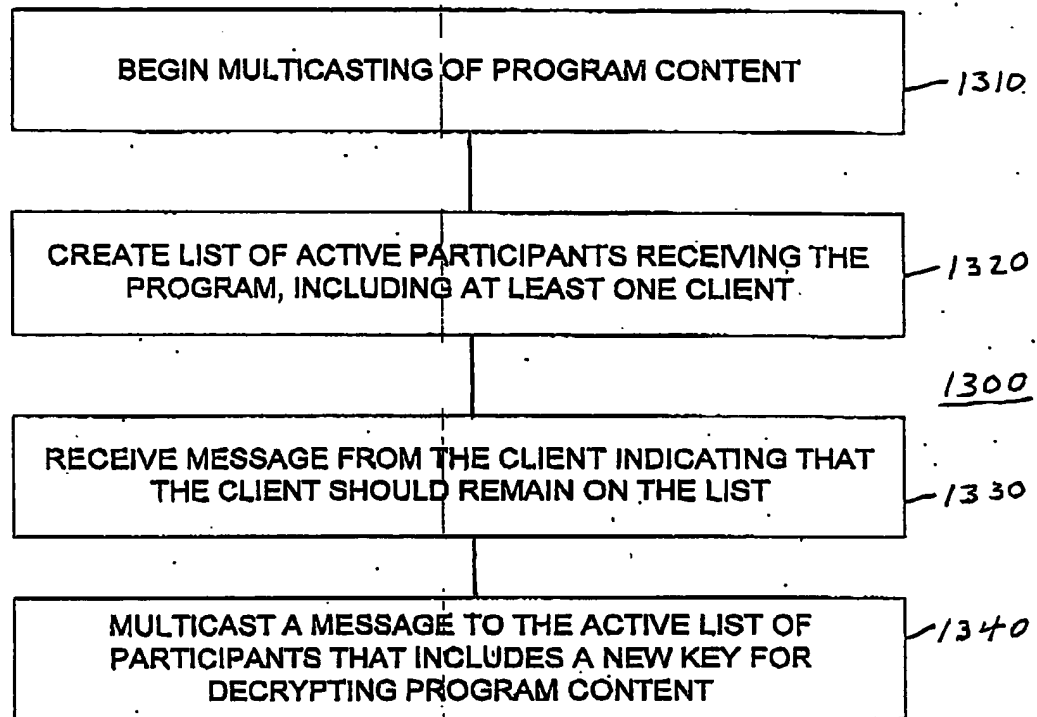 BEGIN MULTICASTING OF PROGRAM CONTENT
1310
CREATE LIST OF ACTIVE PARTICIPANTS RECEIVING THE
PROGRAM, INCLUDING AT LEAST ONE CLIENT
1320
1300
RECEIVE MESSAGE FROM THE CLIENT INDICATING THAT
THE CLIENT SHOULD REMAIN ON THE LIST
1330
MULTICAST A MESSAGE TO THE ACTIVE LIST OF
PARTICIPANTS THAT INCLUDES A NEW KEY FOR
DECRYPTING PROGRAM CONTENT
1340